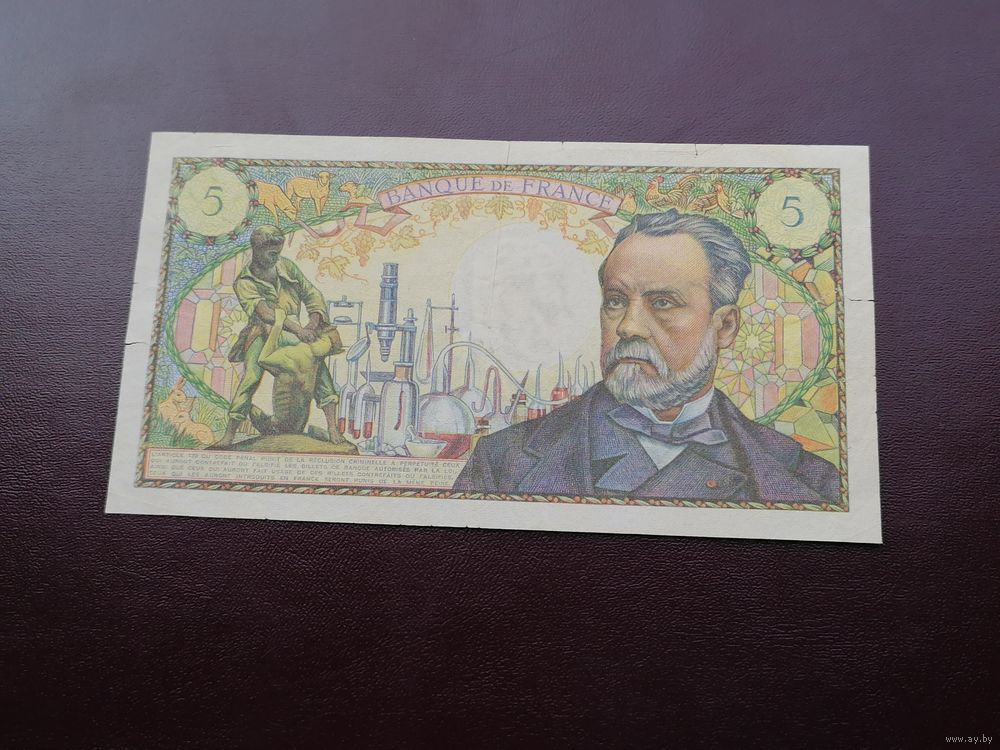 5
BANQUE DE FRANCE
5
L'ARTICLE 139 DU CODE PENAL PUNIT DE LA RÉCLUSION CRIMINELLE À PERPÉTUITÉ CEUX
QUI AURONT CONTREFAIT OU FALSIFIÉ LES BILLETS DE BANQUE AUTORISÉS PAR LA LOI,
AINSI QUE CEUX QUI AURONT FAIT USAGE DE CES BILLETS CONTREFAITS OU FALSIFIÉS,
QUI LES AURONT INTRODUITS EN FRANCE SERONT PUNIS DE LA MÊME PEINE.
www.ay.by